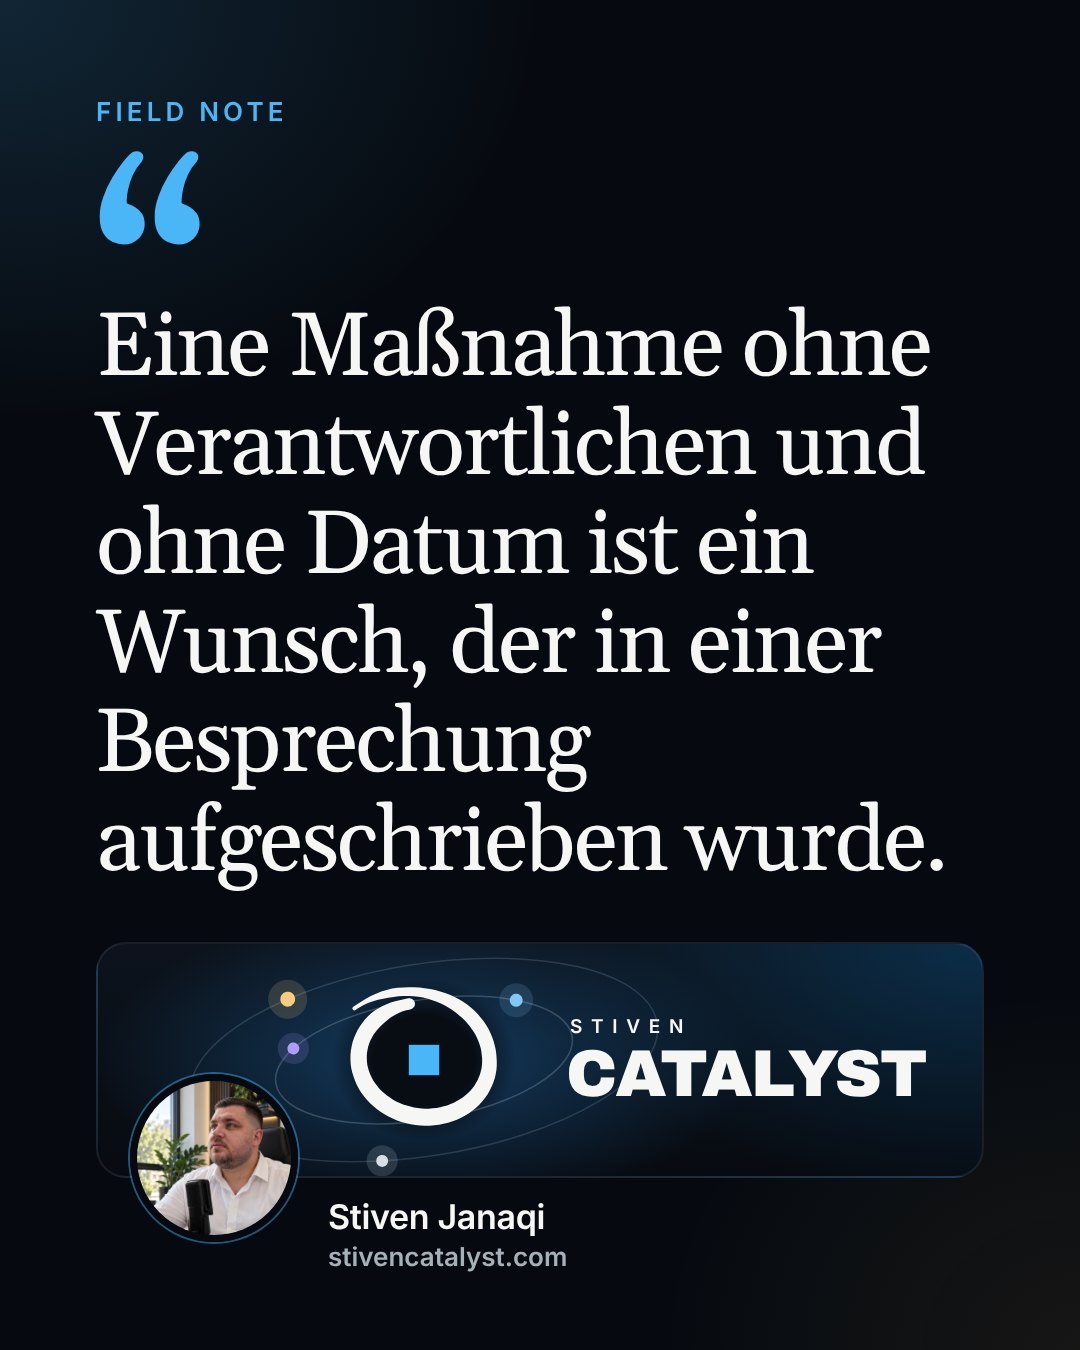 FIELD NOTE
“
Eine Maßnahme ohne
Verantwortlichen und
ohne Datum ist ein
Wunsch, der in einer
Besprechung
aufgeschrieben wurde.
STIVEN
CATALYST
Stiven Janaqi
stivencatalyst.com